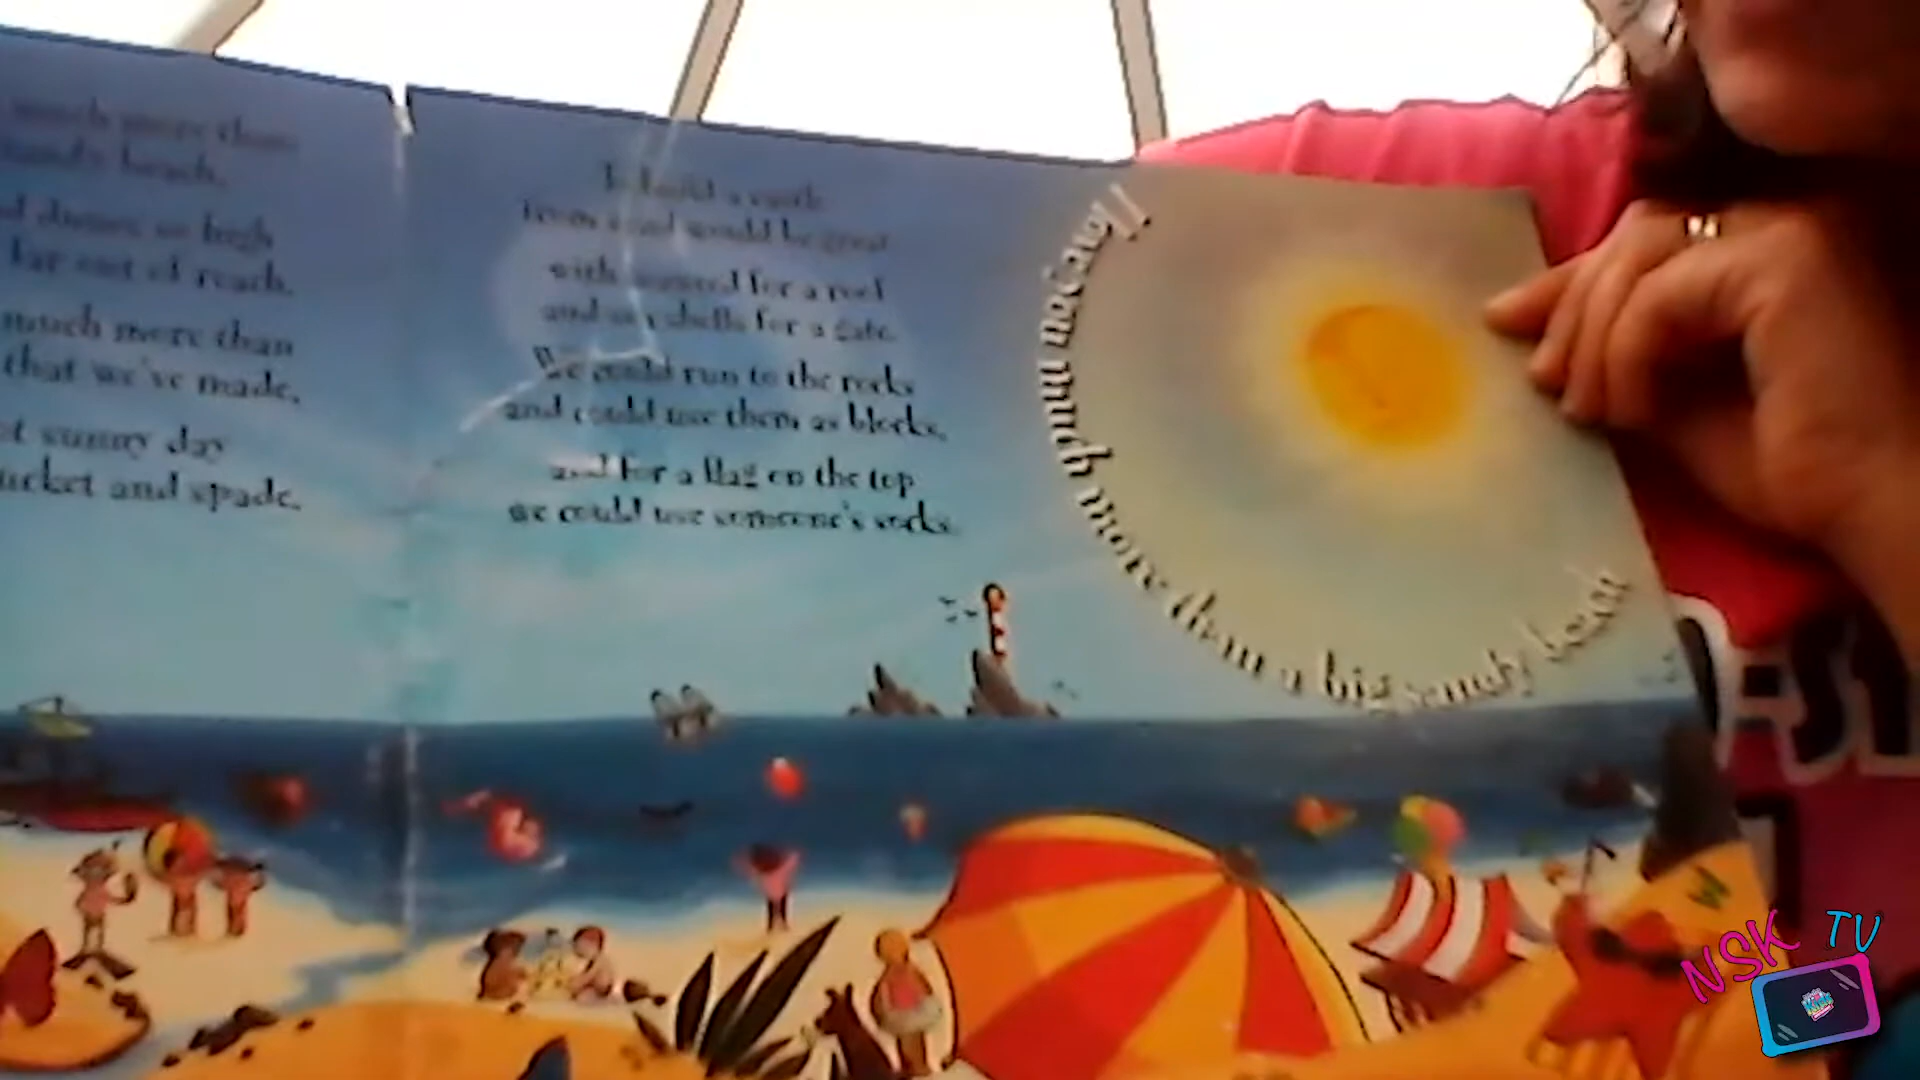 much more than
sandy beach,
dunes so high
far out of reach.
much more than
that we've made,
sunny day
bucket and spade.
To build a castle
from sand would be great
with seaweed for a roof
and sea shells for a gate.
We could run to the rocks
and could use them as blocks,
and for a flag on the top
we could use someone's socks.
much more than a big sandy beach
NSK TV